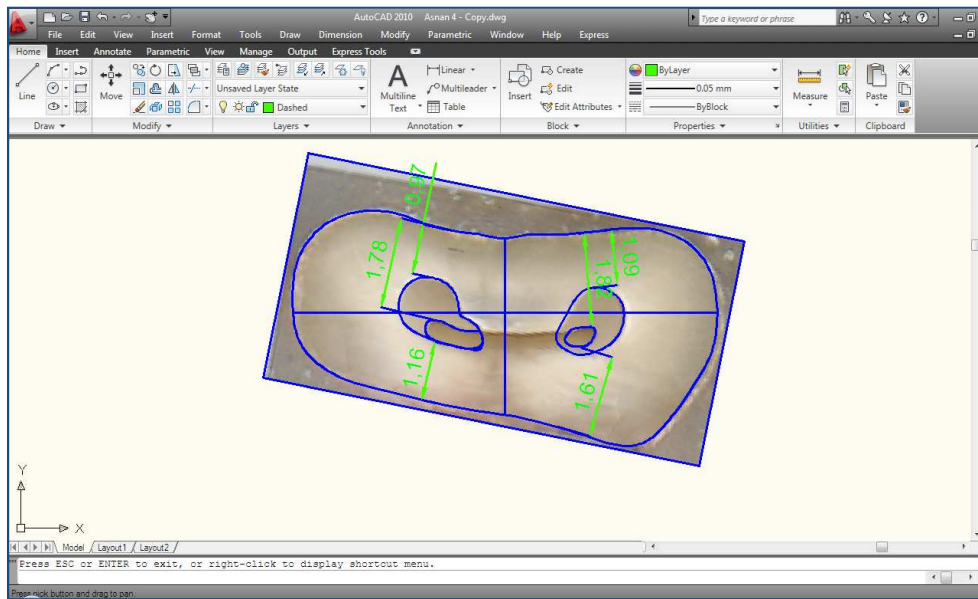 AutoCAD 2010 Asnan 4 - Copy.dwg Type a keyword or phrase
File Edit View Insert Format Tools Draw Dimension Modify Parametric Window Help Express
Home Insert Annotate Parametric View Manage Output Express Tools
Line Move Unsaved Layer State Multiline Text Linear Multileader Table Insert Create Edit Edit Attributes ByLayer Measure Paste
0.05 mm
Dashed ByBlock
Draw Modify Layers Annotation Block Properties Utilities Clipboard
0.97
1,78
1,09
1,16
1,61
Y
X
Model Layout1 Layout2
Press ESC or ENTER to exit, or right-click to display shortcut menu.
Press pick button and drag to pan.